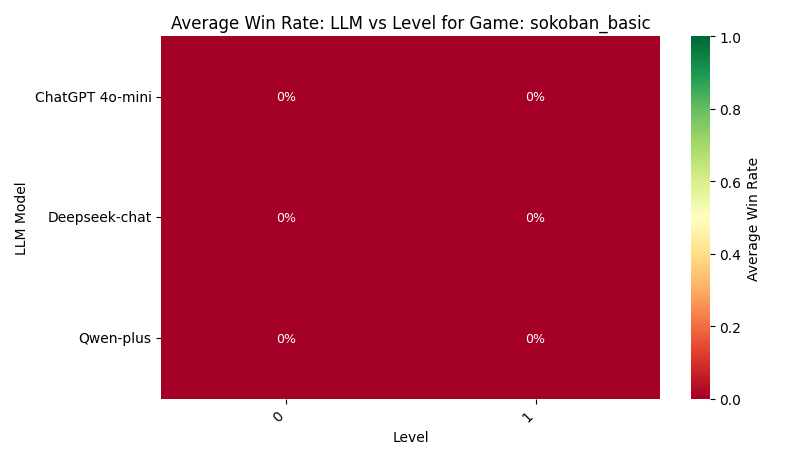 Average Win Rate: LLM vs Level for Game: sokoban_basic
LLM Model
ChatGPT 4o-mini
0%
0%
Deepseek-chat
0%
0%
Qwen-plus
0%
0%
0
1
Level
1.0
0.8
0.6
0.4
0.2
0.0
Average Win Rate